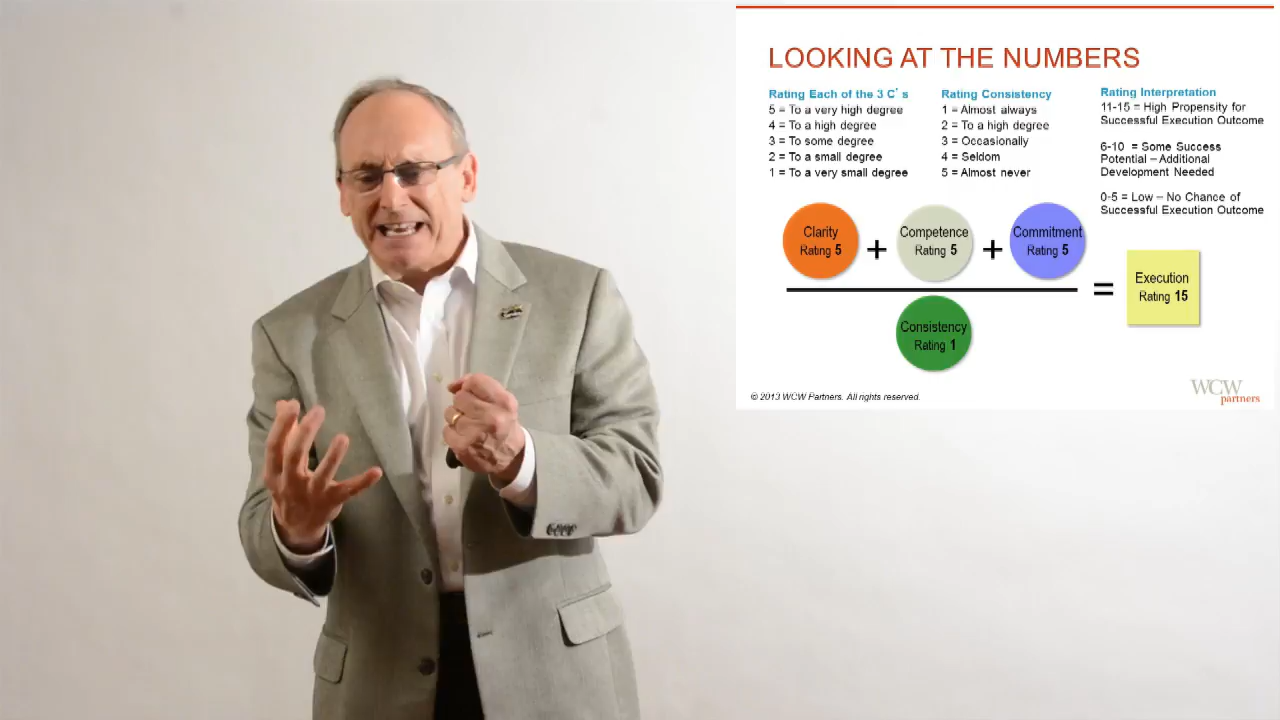 LOOKING AT THE NUMBERS
Rating Each of the 3 C's
5 = To a very high degree
4 = To a high degree
3 = To some degree
2 = To a small degree
1 = To a very small degree
Rating Consistency
1 = Almost always
2 = To a high degree
3 = Occasionally
4 = Seldom
5 = Almost never
Rating Interpretation
11-15 = High Propensity for
Successful Execution Outcome
6-10 = Some Success
Potential – Additional
Development Needed
0-5 = Low – No Chance of
Successful Execution Outcome
Clarity
Rating 5
+
Competence
Rating 5
+
Commitment
Rating 5
Consistency
Rating 1
=
Execution
Rating 15
© 2013 WCW Partners. All rights reserved.
WCW
partners